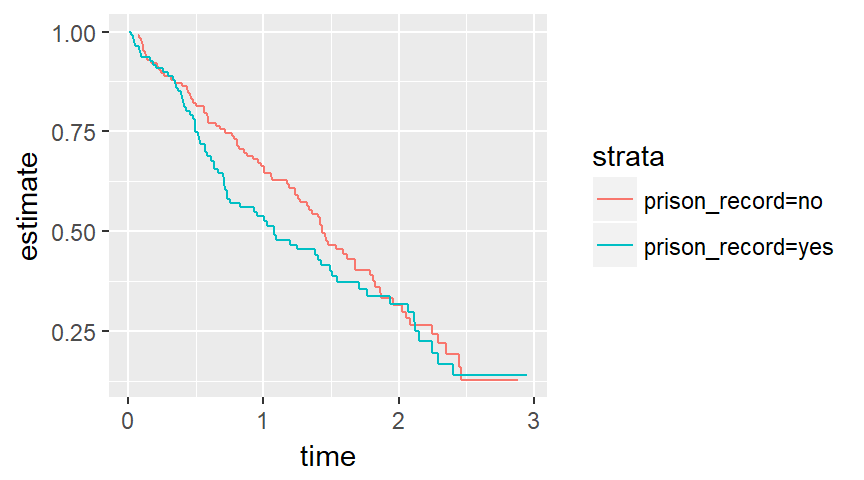 1.00
0.75
0.50
0.25
estimate
0 1 2 3
time
strata
prison_record=no
prison_record=yes